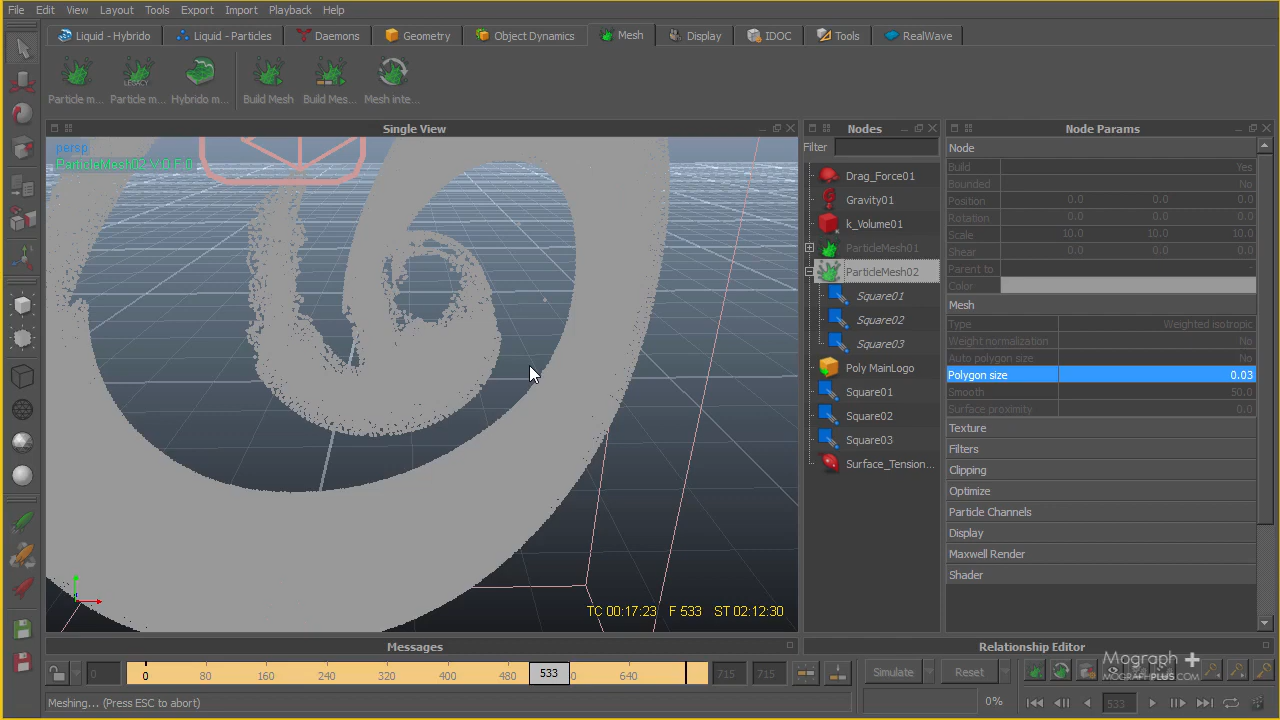 File Edit View Layout Tools Export Import Playback Help
Liquid - Hybrido Liquid - Particles Daemons Geometry Object Dynamics Mesh Display IDOC Tools RealWave
LEGACY
Particle m... Particle m... Hybrido m... Build Mesh Build Mes... Mesh inte...
Single View Nodes Node Params
persp
ParticleMesh02 V:0 F:0
Filter
Drag_Force01
Gravity01
k_Volume01
ParticleMesh01
ParticleMesh02
Square01
Square02
Square03
Poly MainLogo
Square01
Square02
Square03
Surface_Tension...
Node
Build Yes
Bounded No
Position 0.0 0.0 0.0
Rotation 0.0 0.0 0.0
Scale 10.0 10.0 10.0
Shear 0.0 0.0 0.0
Parent to -
Color
Mesh
Type Weighted isotropic
Weight normalization No
Auto polygon size No
Polygon size 0.03
Smooth 50.0
Surface proximity 0.0
Texture
Filters
Clipping
Optimize
Particle Channels
Display
Maxwell Render
Shader
TC 00:17:23 F 533 ST 02:12:30
Messages Relationship Editor
0 0 80 160 240 320 400 480 533 640 715 715 Simulate Reset
Mograph +
MOGRAPHPLUS.COM
Meshing... (Press ESC to abort) 0% 533